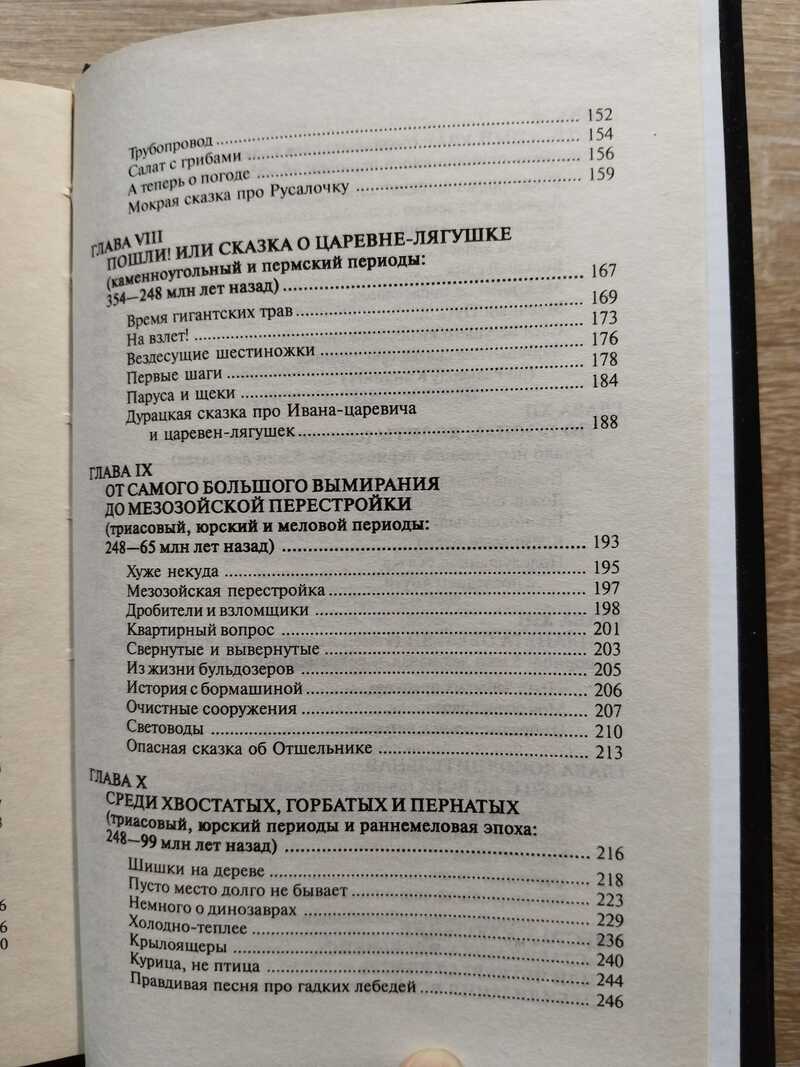 Трубопровод 152
Салат с грибами 154
А теперь о погоде 156
Мокрая сказка про Русалочку 159
ГЛАВА VIII
ПОШЛИ! ИЛИ СКАЗКА О ЦАРЕВНЕ-ЛЯГУШКЕ
(каменноугольный и пермский периоды:
354—248 млн лет назад) 167
Время гигантских трав 169
На взлет! 173
Вездесущие шестиножки 176
Первые шаги 178
Паруса и щеки 184
Дурацкая сказка про Ивана-царевича
и царевен-лягушек 188
ГЛАВА IX
ОТ САМОГО БОЛЬШОГО ВЫМИРАНИЯ
ДО МЕЗОЗОЙСКОЙ ПЕРЕСТРОЙКИ
(триасовый, юрский и меловой периоды:
248—65 млн лет назад) 193
Хуже некуда 195
Мезозойская перестройка 197
Дробители и взломщики 198
Квартирный вопрос 201
Свернутые и вывернутые 203
Из жизни бульдозеров 205
История с бормашиной 206
Очистные сооружения 207
Световоды 210
Опасная сказка об Отшельнике 213
ГЛАВА X
СРЕДИ ХВОСТАТЫХ, ГОРБАТЫХ И ПЕРНАТЫХ
(триасовый, юрский периоды и раннемеловая эпоха:
248—99 млн лет назад) 216
Шишки на дереве 218
Пусто место долго не бывает 223
Немного о динозаврах 229
Холодно-теплее 236
Крылоящеры 240
Курица, не птица 244
Правдивая песня про гадких лебедей 246